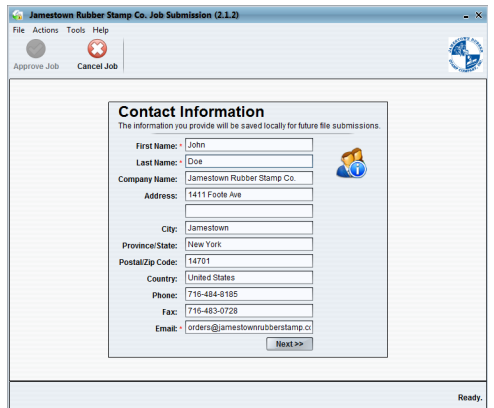 Jamestown Rubber Stamp Co. Job Submission (2.1.2)
File Actions Tools Help
Approve Job Cancel Job
Contact Information
The information you provide will be saved locally for future file submissions.
First Name: * John
Last Name: * Doe
Company Name: Jamestown Rubber Stamp Co.
Address: 1411 Foote Ave
City: Jamestown
Province/State: New York
Postal/Zip Code: 14701
Country: United States
Phone: 716-484-8185
Fax: 716-483-0728
Email: * orders@jamestownrubberstamp.cc
Next >>
Ready.